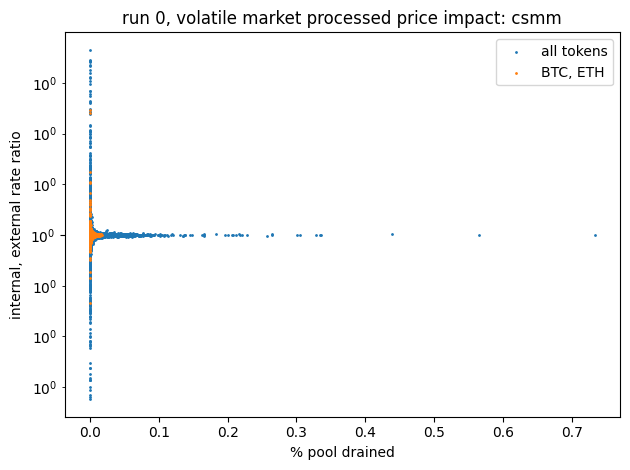 run 0, volatile market processed price impact: csmm
all tokens
BTC, ETH
internal, external rate ratio
10⁰
10⁰
10⁰
10⁰
10⁰
10⁰
10⁰
0.0 0.1 0.2 0.3 0.4 0.5 0.6 0.7
% pool drained